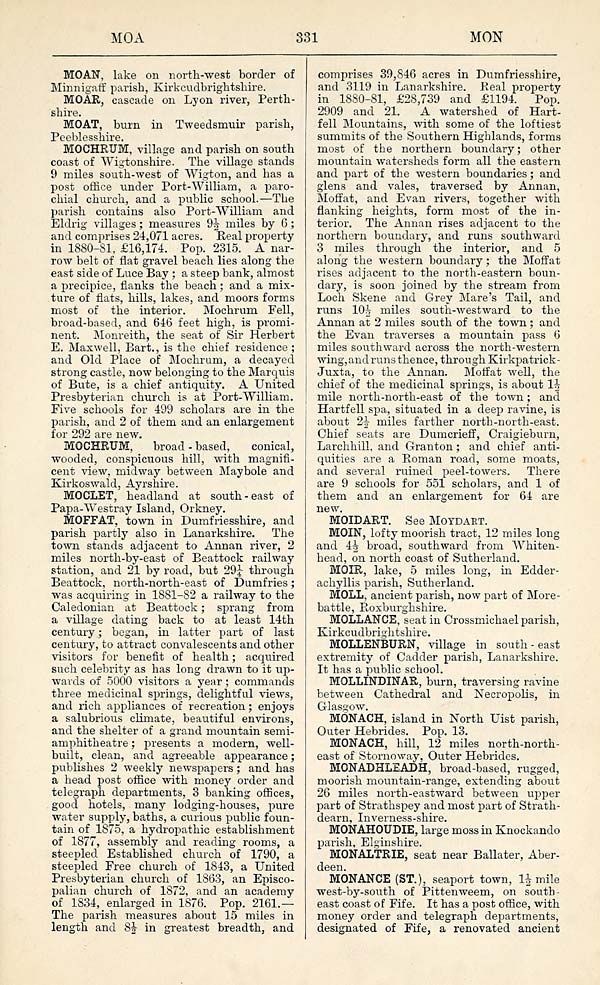 MOA 331 MON
MOAN, lake on north-west border of
Minnigaff parish, Kirkcudbrightshire.
MOAR, cascade on Lyon river, Perth-
shire.
MOAT, burn in Tweedsmuir parish,
Peeblesshire.
MOCHRUM, village and parish on south
coast of Wigtonshire. The village stands
9 miles south-west of Wigton, and has a
post office under Port-William, a paro-
chial church, and a public school.—The
parish contains also Port-William and
Eldrig villages; measures 9½ miles by 6;
and comprises 24,071 acres. Real property
in 1880-81, £16,174. Pop. 2315. A nar-
row belt of flat gravel beach lies along the
east side of Luce Bay; a steep bank, almost
a precipice, flanks the beach; and a mix-
ture of flats, hills, lakes, and moors forms
most of the interior. Mochrum Fell,
broad-based, and 646 feet high, is promi-
nent. Monreith, the seat of Sir Herbert
E. Maxwell, Bart., is the chief residence;
and Old Place of Mochrum, a decayed
strong castle, now belonging to the Marquis
of Bute, is a chief antiquity. A United
Presbyterian church is at Port-William.
Five schools for 499 scholars are in the
parish, and 2 of them and an enlargement
for 292 are new.
MOCHRUM, broad-based, conical,
wooded, conspicuous hill, with magnifi-
cent view, midway between Maybole and
Kirkoswald, Ayrshire.
MOCLET, headland at south-east of
Papa-Westray Island, Orkney.
MOFFAT, town in Dumfriesshire, and
parish partly also in Lanarkshire. The
town stands adjacent to Annan river, 2
miles north-by-east of Beattock railway
station, and 21 by road, but 29¼ through
Beattock, north-north-east of Dumfries;
was acquiring in 1881-82 a railway to the
Caledonian at Beattock; sprang from
a village dating back to at least 14th
century; began, in latter part of last
century, to attract convalescents and other
visitors for benefit of health; acquired
such celebrity as has long drawn to it up-
wards of 5000 visitors a year; commands
three medicinal springs, delightful views,
and rich appliances of recreation; enjoys
a salubrious climate, beautiful environs,
and the shelter of a grand mountain semi-
amphitheatre; presents a modern, well-
built, clean, and agreeable appearance;
publishes 2 weekly newspapers; and has
a head post office with money order and
telegraph departments, 3 banking offices,
good hotels, many lodging-houses, pure
water supply, baths, a curious public foun-
tain of 1875, a hydropathic establishment
of 1877, assembly and reading rooms, a
steepled Established church of 1790, a
steepled Free church of 1843, a United
Presbyterian church of 1863, an Episco-
palian church of 1872, and an academy
of 1834, enlarged in 1876. Pop. 2161.—
The parish measures about 15 miles in
length and 8½ in greatest breadth, and
comprises 39,846 acres in Dumfriesshire,
and 3119 in Lanarkshire. Real property
in 1880-81, £28,739 and £1194. Pop.
2909 and 21. A watershed of Hart-
fell Mountains, with some of the loftiest
summits of the Southern Highlands, forms
most of the northern boundary; other
mountain watersheds form all the eastern
and part of the western boundaries; and
glens and vales, traversed by Annan,
Moffat, and Evan rivers, together with
flanking heights, form most of the in-
terior. The Annan rises adjacent to the
northern boundary, and runs southward
3 miles through the interior, and 5
along the western boundary; the Moffat
rises adjacent to the north-eastern boun-
dary, is soon joined by the stream from
Loch Skene and Grey Mare's Tail, and
runs 10½ miles south-westward to the
Annan at 2 miles south of the town; and
the Evan traverses a mountain pass 6
miles southward across the north-western
wing, and runs thence, through Kirkpatrick-
Juxta, to the Annan. Moffat well, the
chief of the medicinal springs, is about 1½
mile north-north-east of the town; and
Hartfell spa, situated in a deep ravine, is
about 2½ miles farther north-north-east.
Chief seats are Dumcrieff, Craigieburn,
Larchhill, and Granton; and chief anti-
quities are a Roman road, some moats,
and several ruined peel-towers. There
are 9 schools for 551 scholars, and 1 of
them and an enlargement for 64 are
new.
MOIDART. See MOYDART.
MOIN, lofty moorish tract, 12 miles long
and 4½ broad, southward from Whiten-
head, on north coast of Sutherland.
MOIR, lake, 5 miles long, in Edder-
achyllis parish, Sutherland.
MOLL, ancient parish, now part of More-
battle, Roxburghshire.
MOLLANCE, seat in Crossmichael parish,
Kirkcudbrightshire.
MOLLENBURN, village in south-east
extremity of Cadder parish, Lanarkshire.
It has a public school.
MOLLINDINAR, burn, traversing ravine
between Cathedral and Necropolis, in
Glasgow.
MONACH, island in North Uist parish,
Outer Hebrides. Pop. 13.
MONACH, hill, 12 miles north-north-
east of Stornoway, Outer Hebrides.
MONADHLEADH, broad-based, rugged,
moorish mountain-range, extending about
26 miles north-eastward between upper
part of Strathspey and most part of Strath-
dearn, Inverness-shire.
MONAHOUDIE, large moss in Knockando
parish, Elginshire.
MONALTRIE, seat near Ballater, Aber-
deen.
MONANCE (ST.), seaport town, 1½ mile
west-by-south of Pittenweem, on south-
east coast of Fife. It has a post office, with
money order and telegraph departments,
designated of Fife, a renovated ancient